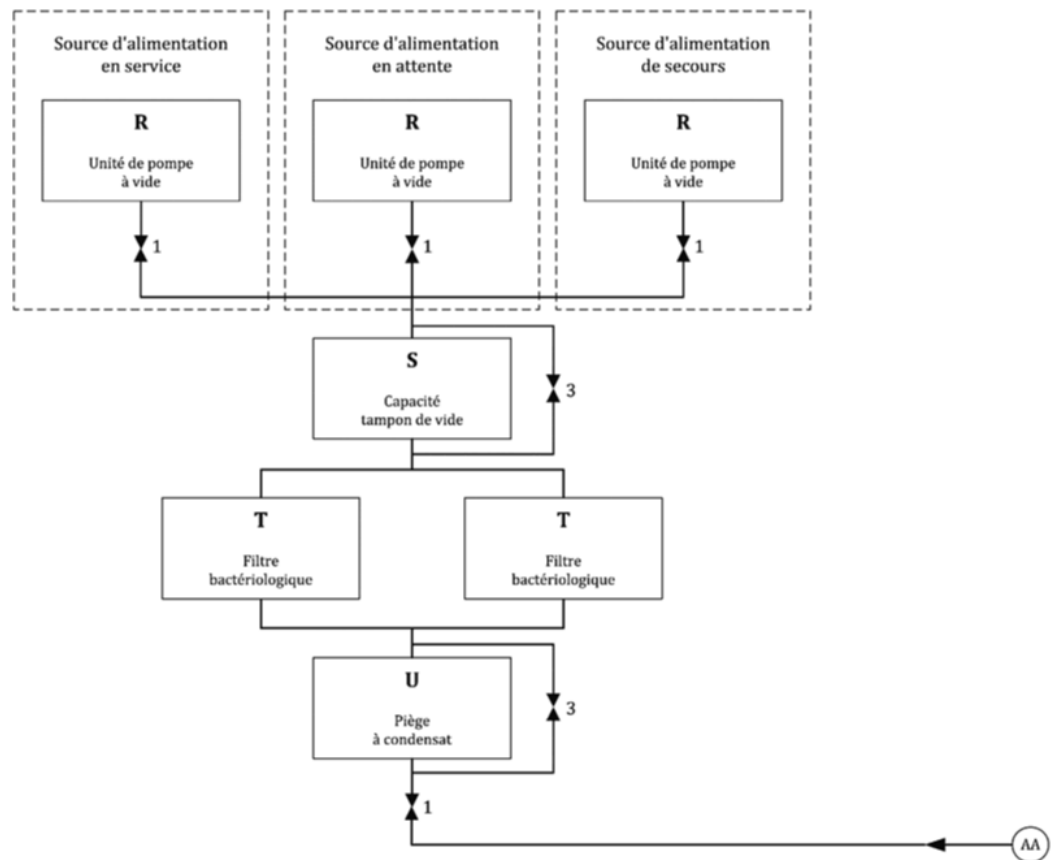 Source d'alimentation
en service
Source d'alimentation
en attente
Source d'alimentation
de secours
R
Unité de pompe
à vide
R
Unité de pompe
à vide
R
Unité de pompe
à vide
1
1
1
S
Capacité
tampon de vide
3
T
Filtre
bactériologique
T
Filtre
bactériologique
U
Piège
à condensat
3
1
AA